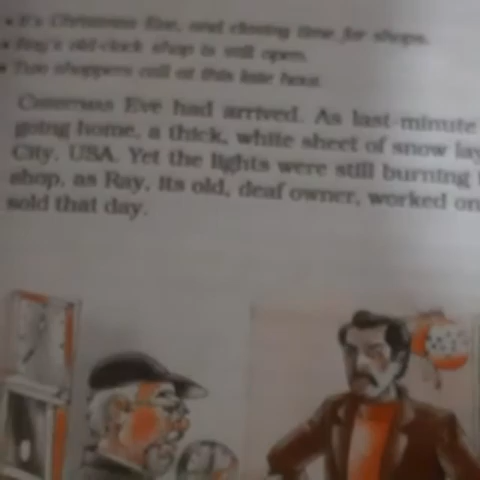 • It's Christmas Eve, and closing time for shops.
• Ray's old-clock shop is still open.
• Two shoppers call at this late hour.
CHRISTMAS Eve had arrived. As last-minute
going home, a thick, white sheet of snow lay
City, USA. Yet the lights were still burning
shop, as Ray, its old, deaf owner, worked on
sold that day.